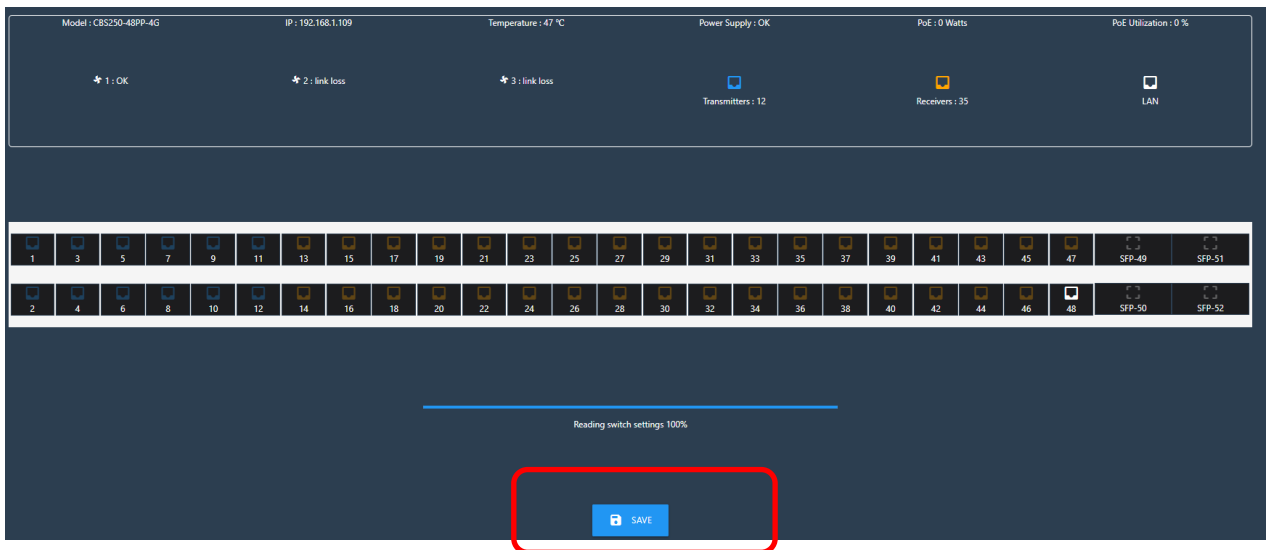 Model : CBS250-48PP-4G IP : 192.168.1.109 Temperature : 47 °C Power Supply : OK PoE : 0 Watts PoE Utilization : 0 %
1 : OK 2 : link loss 3 : link loss
Transmitters : 12 Receivers : 35 LAN
1 3 5 7 9 11 13 15 17 19 21 23 25 27 29 31 33 35 37 39 41 43 45 47 SFP-49 SFP-51
2 4 6 8 10 12 14 16 18 20 22 24 26 28 30 32 34 36 38 40 42 44 46 48 SFP-50 SFP-52
Reading switch settings 100%
SAVE